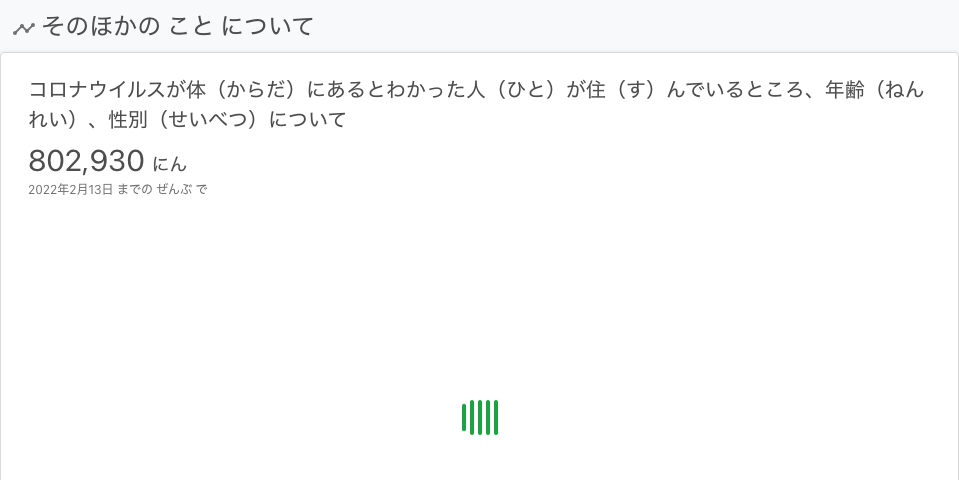 そのほかの こと について
コロナウイルスが体（からだ）にあるとわかった人（ひと）が住（す）んでいるところ、年齢（ねん
れい）、性別（せいべつ）について
802,930 にん
2022年2月13日 までの ぜんぶ で